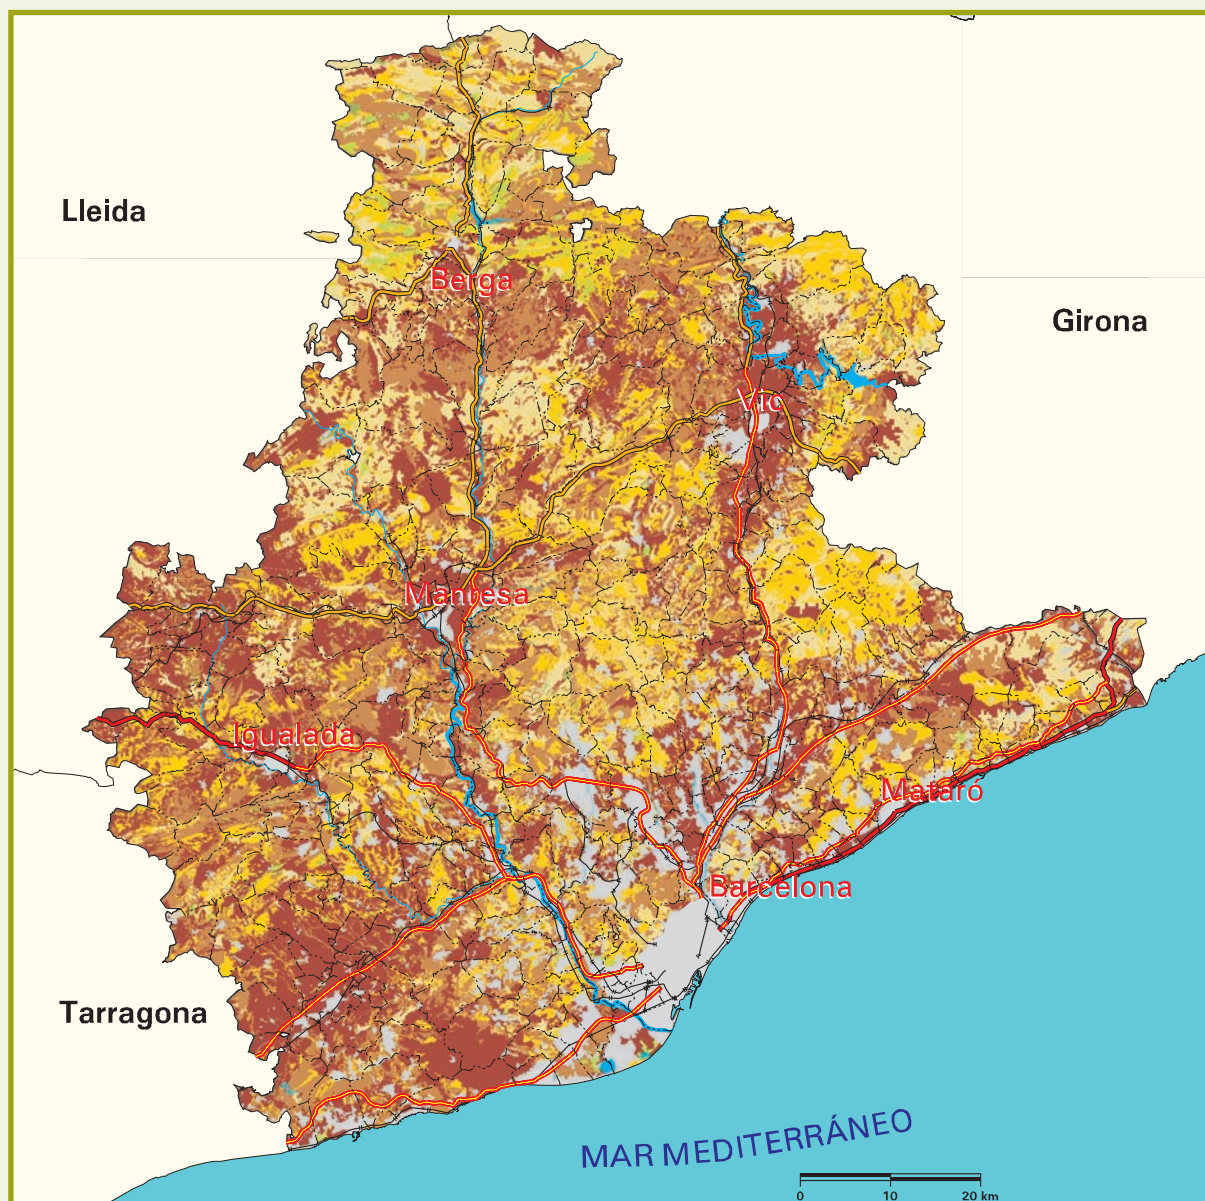 Lleida
Berga
Girona
Vic
Manresa
Igualada
Mataró
Barcelona
Tarragona
MAR MEDITERRÁNEO
0 10 20 km